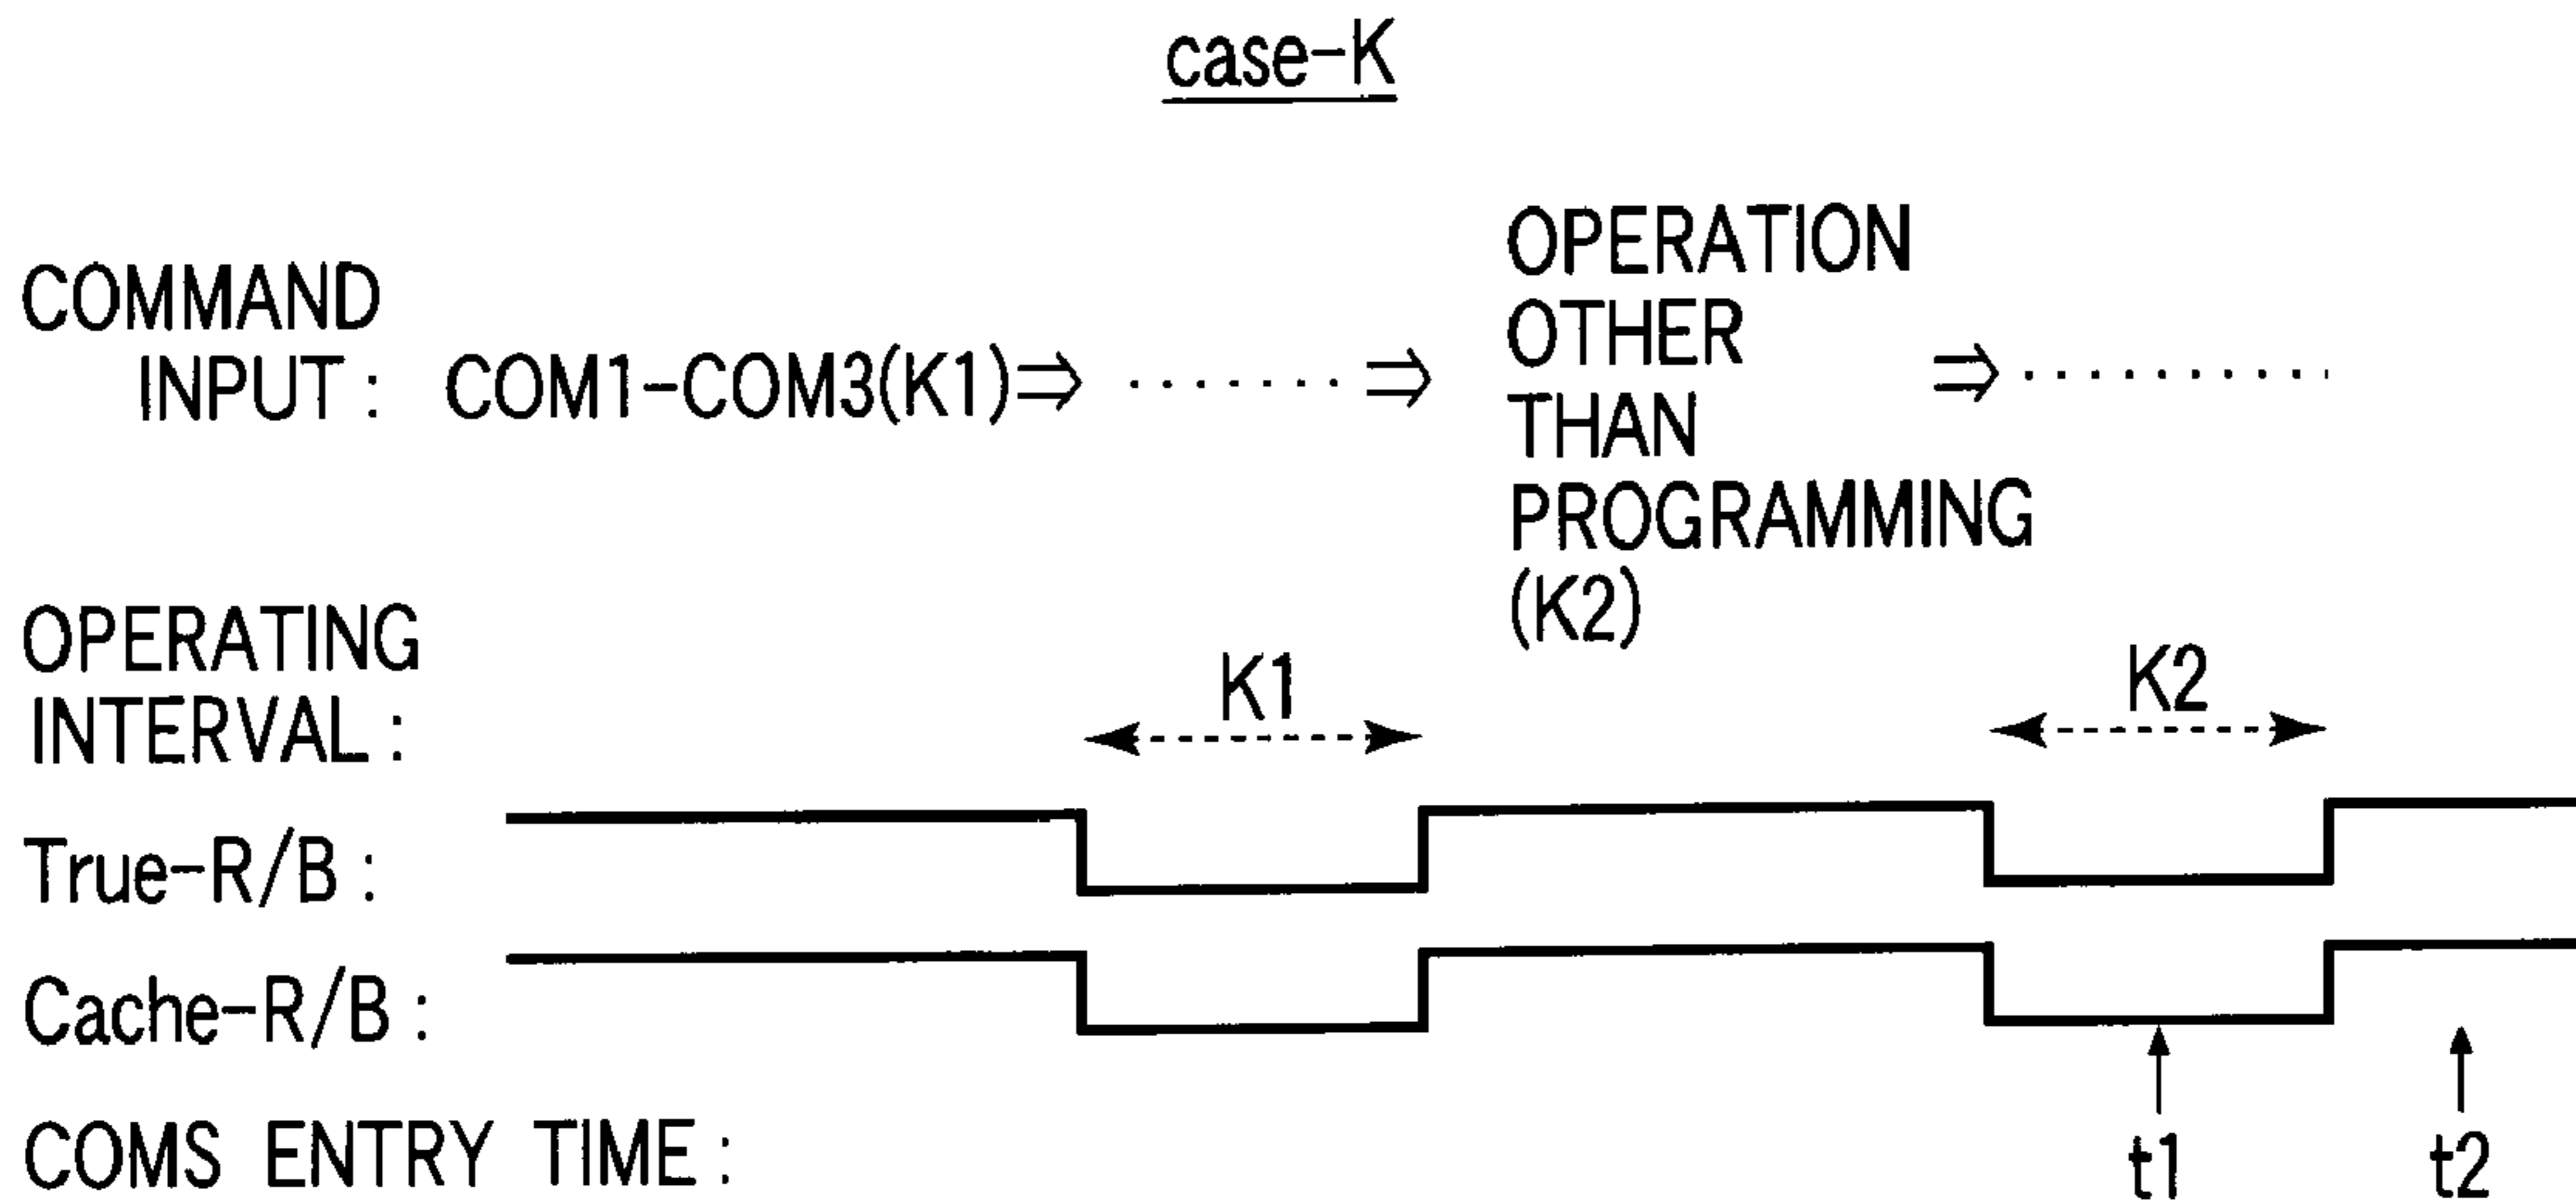 case-K
OPERATION
COMMAND
OTHER
INPUT : COM1-COM3(K1)⇒ ······· ⇒ ⇒ ··········
THAN
PROGRAMMING
(K2)
OPERATING
INTERVAL :
K1
K2
True-R/B :
Cache-R/B :
COMS ENTRY TIME :
t1
t2